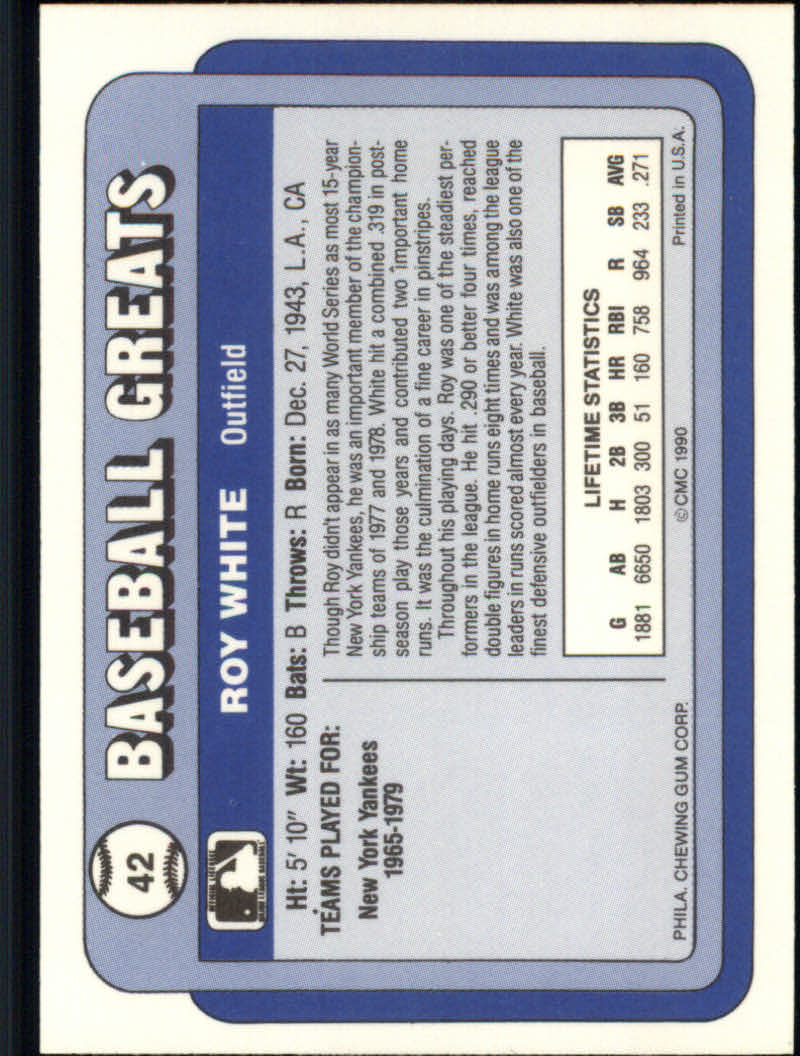 42
BASEBALL GREATS
ROY WHITE Outfield
Ht: 5' 10" Wt: 160 Bats: B Throws: R Born: Dec. 27, 1943, L.A., CA
TEAMS PLAYED FOR:
New York Yankees
1965-1979
Though Roy didn't appear in as many World Series as most 15-year
New York Yankees, he was an important member of the champion-
ship teams of 1977 and 1978. White hit a combined .319 in post-
season play those years and contributed two important home
runs. It was the culmination of a fine career in pinstripes.
Throughout his playing days. Roy was one of the steadiest per-
formers in the league. He hit .290 or better four times, reached
double figures in home runs eight times and was among the league
leaders in runs scored almost every year. White was also one of the
finest defensive outfielders in baseball.
LIFETIME STATISTICS
G AB H 2B 3B HR RBI R SB AVG
1881 6650 1803 300 51 160 758 964 233 .271
PHILA. CHEWING GUM CORP. © CMC 1990 Printed in U.S.A.